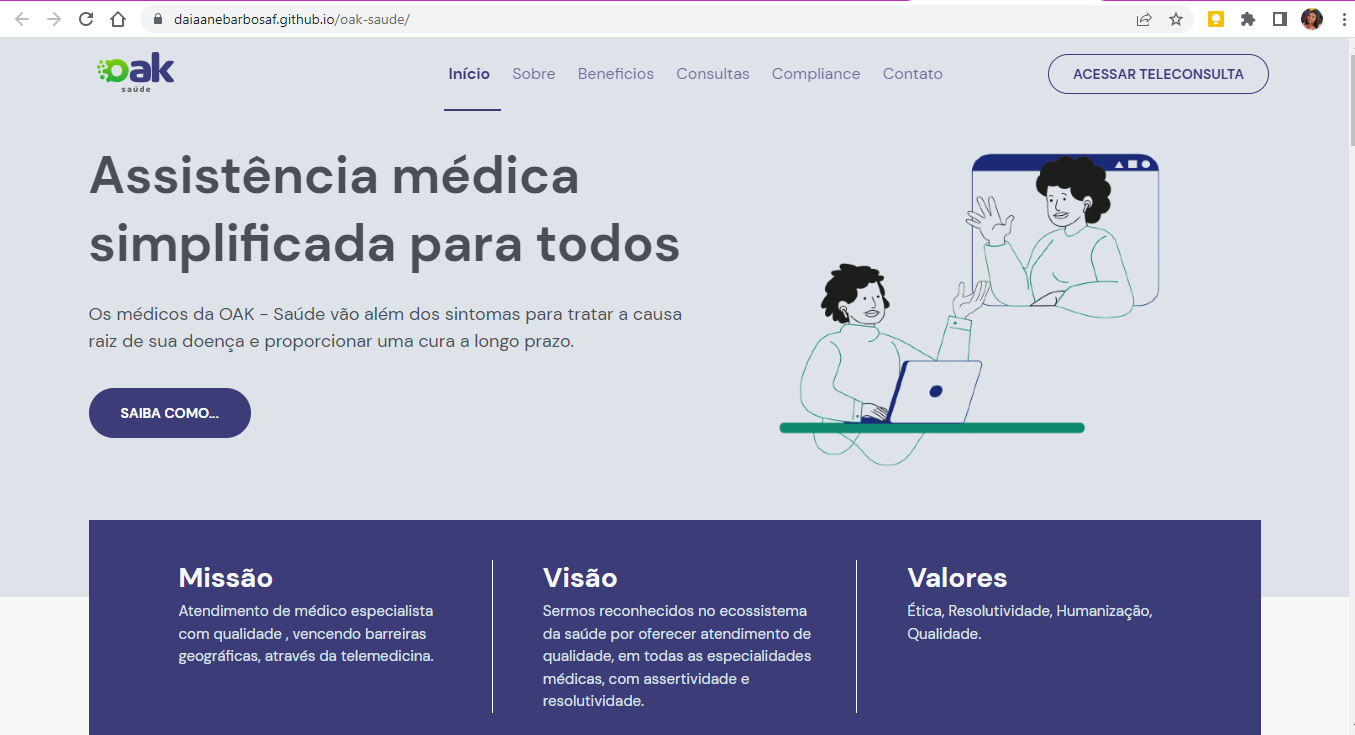 daiaanebarbosaf.github.io/oak-saude/
oak
saúde
Início Sobre Beneficios Consultas Compliance Contato
ACESSAR TELECONSULTA
Assistência médica
simplificada para todos
Os médicos da OAK - Saúde vão além dos sintomas para tratar a causa
raiz de sua doença e proporcionar uma cura a longo prazo.
SAIBA COMO...
Missão
Atendimento de médico especialista
com qualidade , vencendo barreiras
geográficas, através da telemedicina.
Visão
Sermos reconhecidos no ecossistema
da saúde por oferecer atendimento de
qualidade, em todas as especialidades
médicas, com assertividade e
resolutividade.
Valores
Ética, Resolutividade, Humanização,
Qualidade.